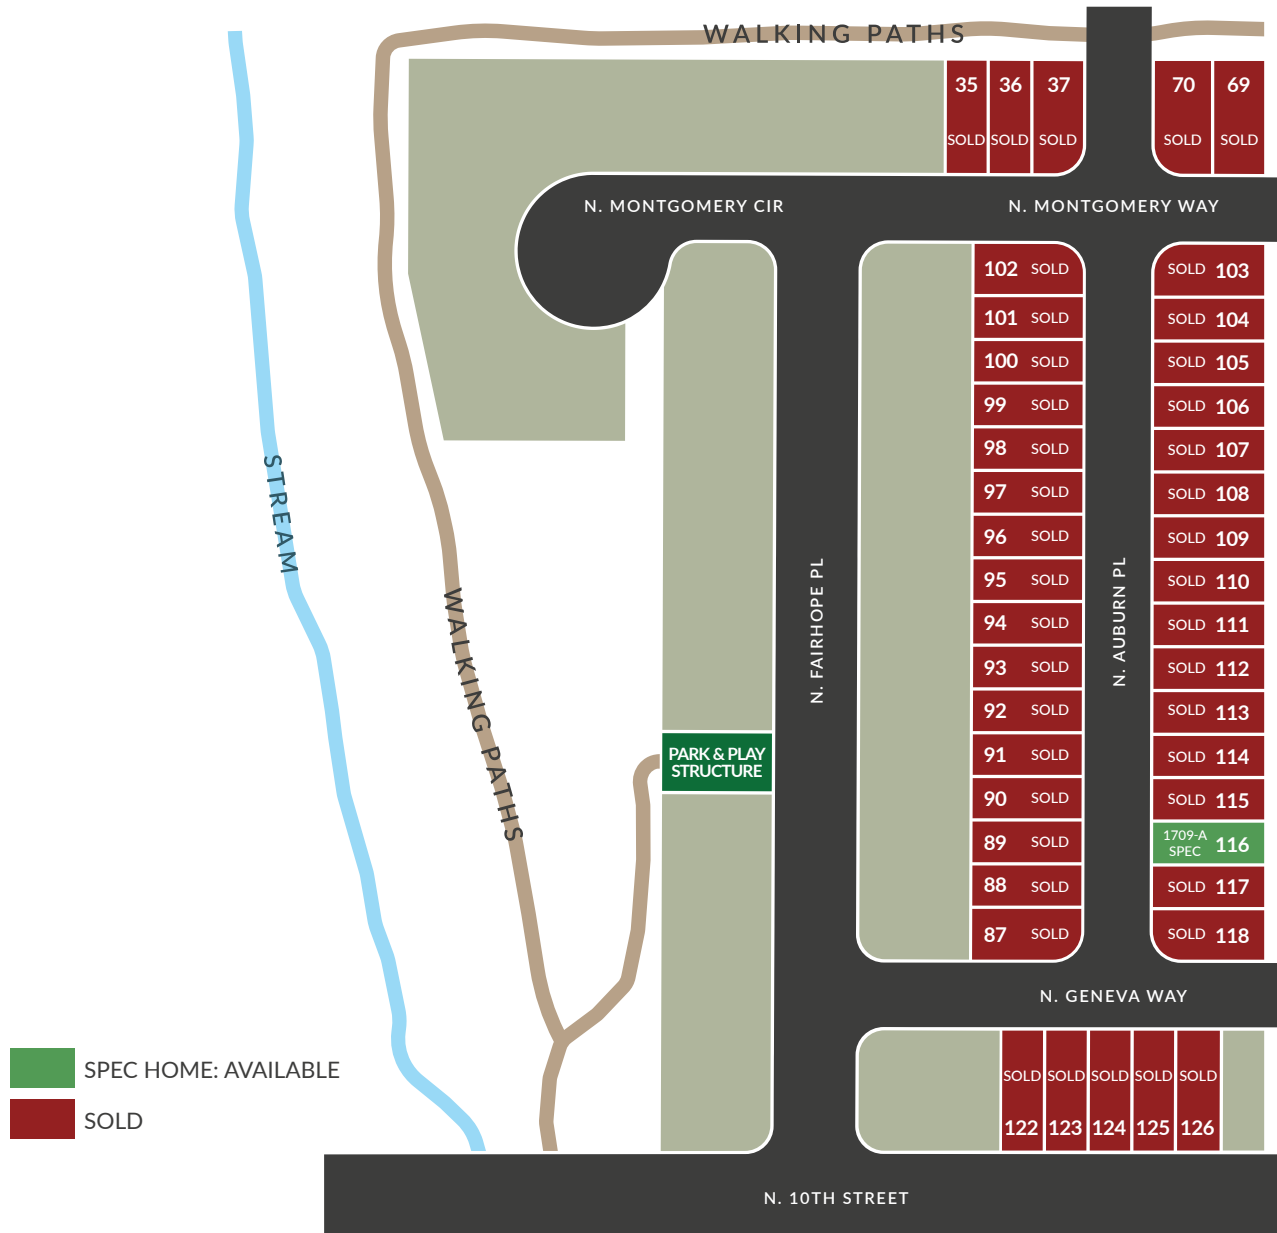 WALKING PATHS
35 36 37 70 69
SOLD SOLD SOLD SOLD SOLD
N. MONTGOMERY CIR
N. MONTGOMERY WAY
102 SOLD SOLD 103
101 SOLD SOLD 104
100 SOLD SOLD 105
99 SOLD SOLD 106
98 SOLD SOLD 107
97 SOLD SOLD 108
96 SOLD SOLD 109
95 SOLD SOLD 110
94 SOLD SOLD 111
93 SOLD SOLD 112
92 SOLD SOLD 113
91 SOLD SOLD 114
90 SOLD SOLD 115
89 SOLD 1709-A SPEC 116
88 SOLD SOLD 117
87 SOLD SOLD 118
STREAM
WALKING PATHS
N. FAIRHOPE PL
N. AUBURN PL
PARK & PLAY
STRUCTURE
N. GENEVA WAY
SOLD SOLD SOLD SOLD SOLD
122 123 124 125 126
SPEC HOME: AVAILABLE
SOLD
N. 10TH STREET